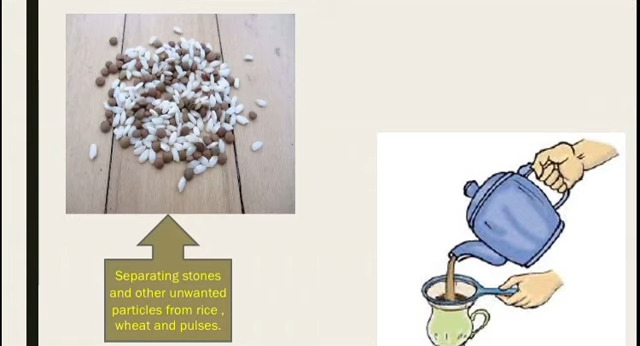 Separating stones
and other unwanted
particles from rice ,
wheat and pulses.